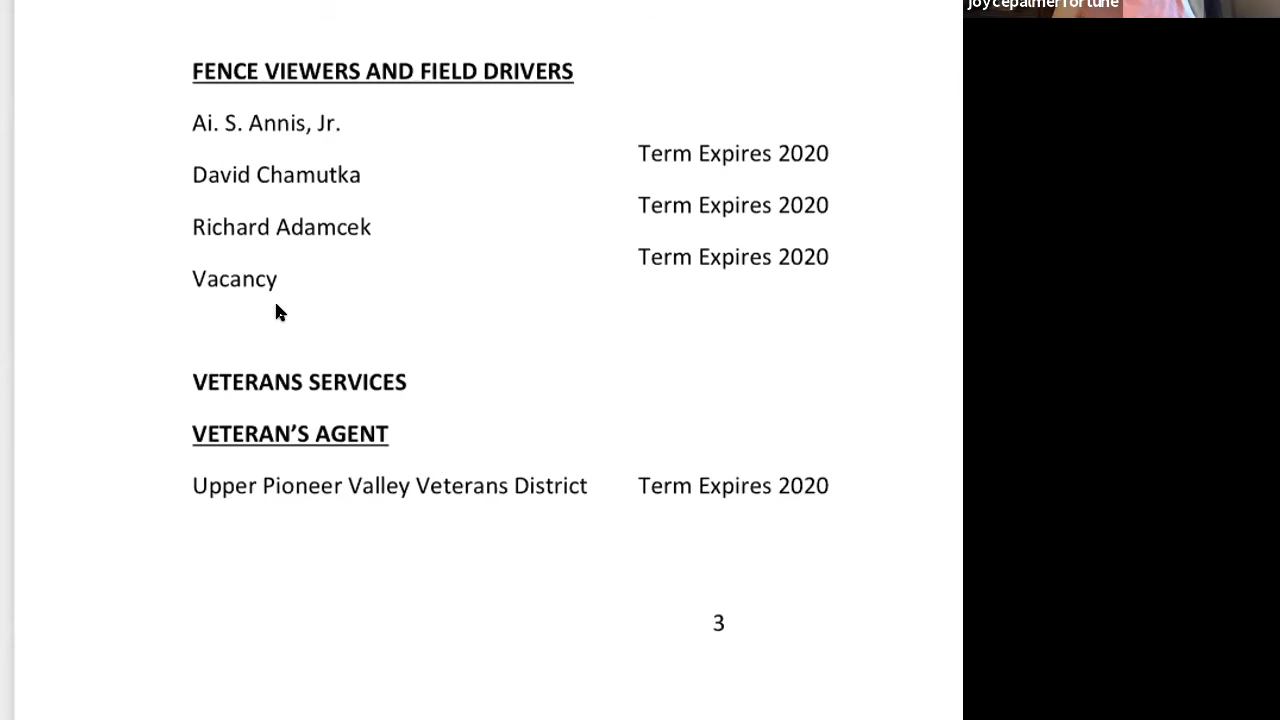 joycepalmerfortune
FENCE VIEWERS AND FIELD DRIVERS
Ai. S. Annis, Jr.
Term Expires 2020
David Chamutka
Term Expires 2020
Richard Adamcek
Term Expires 2020
Vacancy
VETERANS SERVICES
VETERAN’S AGENT
Upper Pioneer Valley Veterans District Term Expires 2020
3